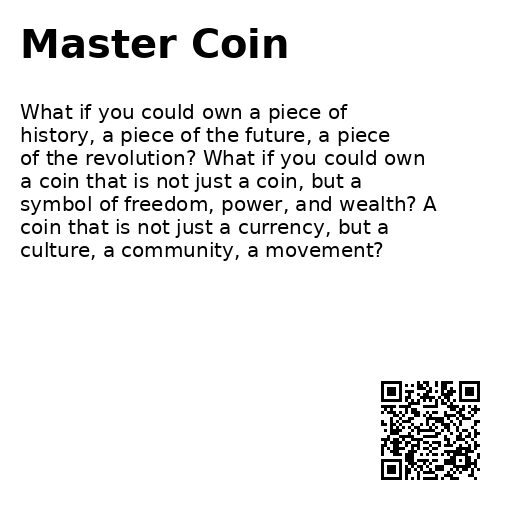 Master Coin
What if you could own a piece of
history, a piece of the future, a piece
of the revolution? What if you could own
a coin that is not just a coin, but a
symbol of freedom, power, and wealth? A
coin that is not just a currency, but a
culture, a community, a movement?